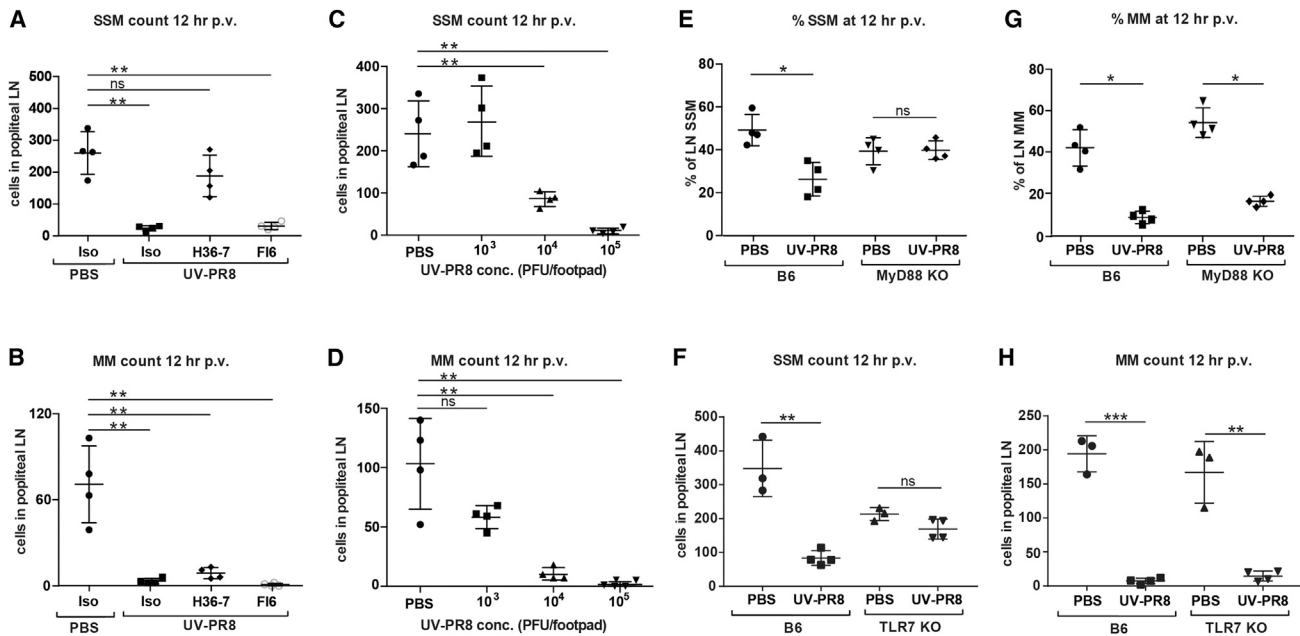 A
SSM count 12 hr p.v.
cells in popliteal LN
500
400
300
200
100
0
**
ns
**
Iso Iso H36-7 FI6
PBS UV-PR8
C
SSM count 12 hr p.v.
cells in popliteal LN
400
300
200
100
0
**
**
PBS 10³ 10⁴ 10⁵
UV-PR8 conc. (PFU/footpad)
E
% SSM at 12 hr p.v.
% of LN SSM
80
60
40
20
0
*
ns
PBS UV-PR8 PBS UV-PR8
B6 MyD88 KO
G
% MM at 12 hr p.v.
% of LN MM
80
60
40
20
0
*
*
PBS UV-PR8 PBS UV-PR8
B6 MyD88 KO
B
MM count 12 hr p.v.
cells in popliteal LN
120
60
0
**
**
**
Iso Iso H36-7 FI6
PBS UV-PR8
D
MM count 12 hr p.v.
cells in popliteal LN
150
100
50
0
**
**
ns
PBS 10³ 10⁴ 10⁵
UV-PR8 conc. (PFU/footpad)
F
SSM count 12 hr p.v.
cells in popliteal LN
500
400
300
200
100
0
**
ns
PBS UV-PR8 PBS UV-PR8
B6 TLR7 KO
H
MM count 12 hr p.v.
cells in popliteal LN
250
200
150
100
50
0
***
**
PBS UV-PR8 PBS UV-PR8
B6 TLR7 KO